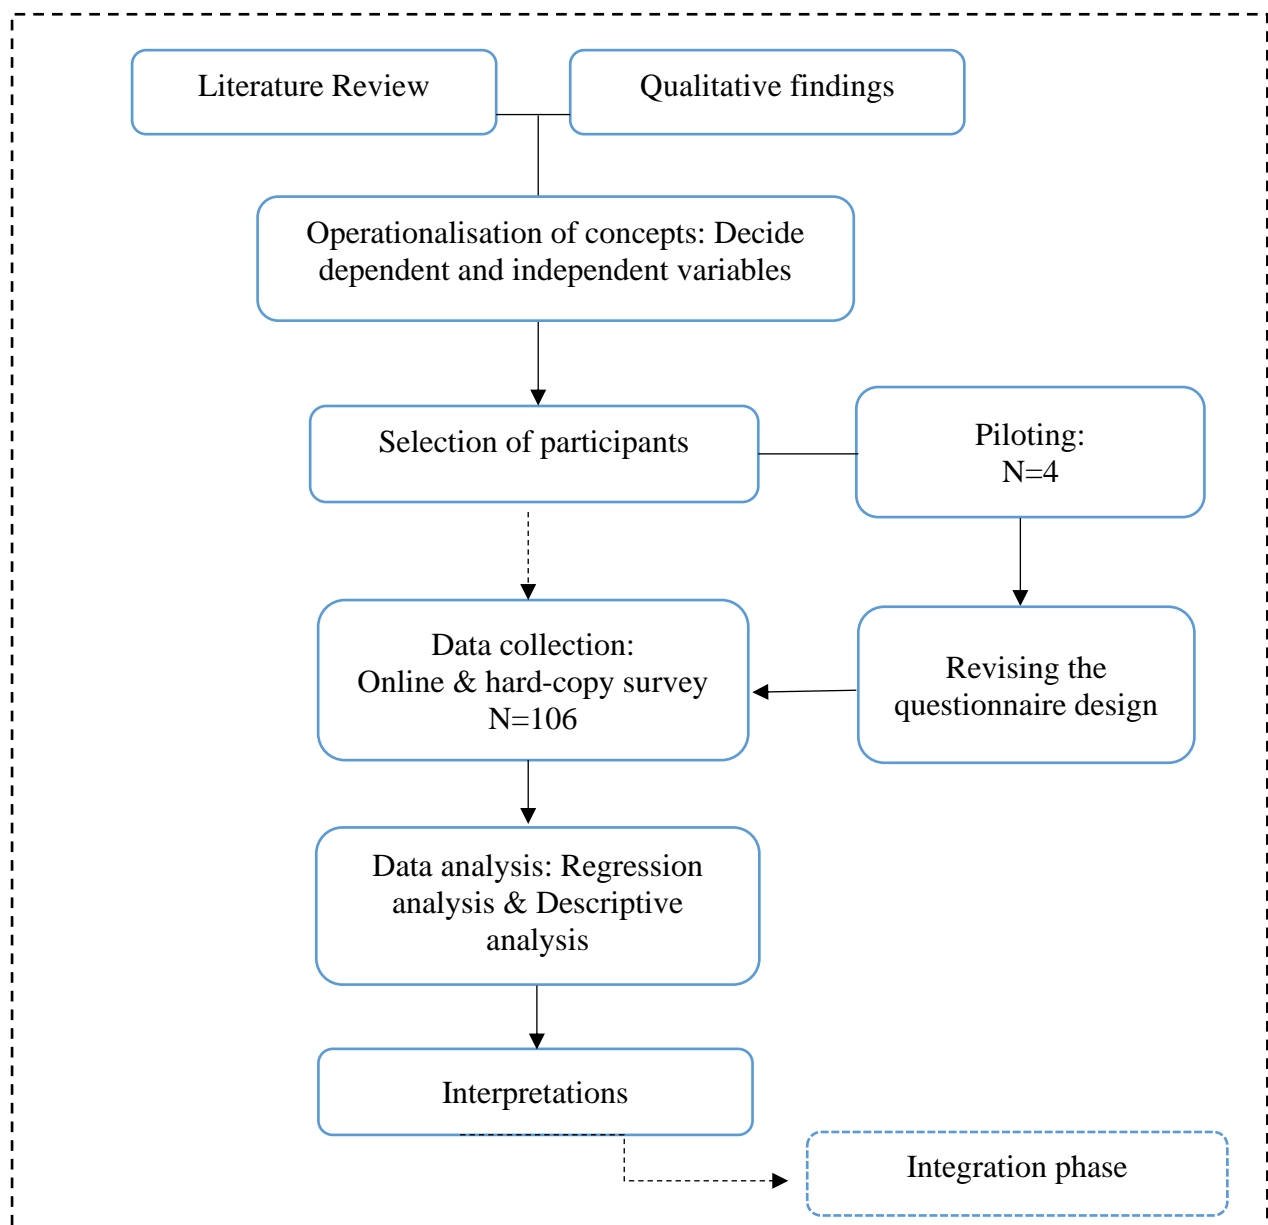 Literature Review
Qualitative findings
Operationalisation of concepts: Decide
dependent and independent variables
Selection of participants
Piloting:
N=4
Data collection:
Online & hard-copy survey
N=106
Revising the
questionnaire design
Data analysis: Regression
analysis & Descriptive
analysis
Interpretations
Integration phase